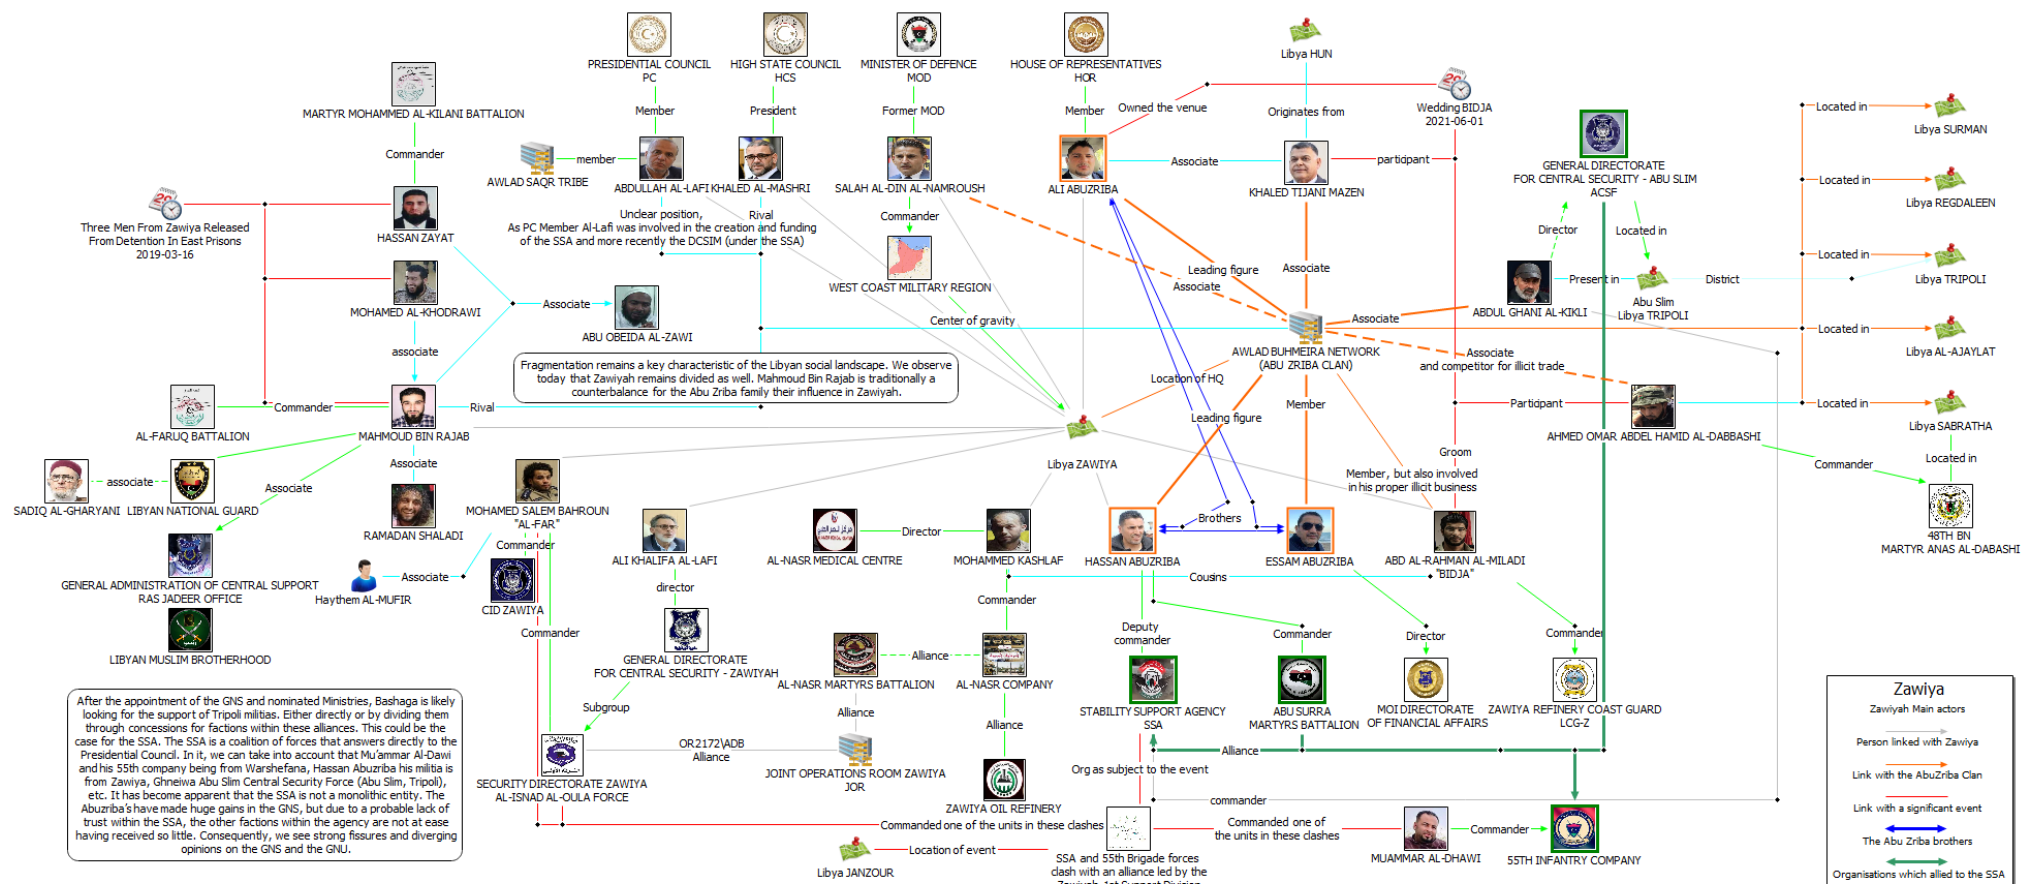 Libya HUN
PRESIDENTIAL COUNCIL
PC
HIGH STATE COUNCIL
HCS
MINISTER OF DEFENCE
MOD
HOUSE OF REPRESENTATIVES
HOR
Wedding BIDJA
2021-06-01
MARTYR MOHAMMED AL-KILANI BATTALION
Member
President
Former MOD
Member
Owned the venue
Originates from
Located in
Libya SURMAN
Commander
AWLAD SAQR TRIBE
member
ABDULLAH AL-LAFI
KHALED AL-MASHRI
SALAH AL-DIN AL-NAMROUSH
ALI ABUZRIBA
Associate
KHALED TIJANI MAZEN
participant
GENERAL DIRECTORATE
FOR CENTRAL SECURITY - ABU SLIM
ACSF
Located in
Libya REGDALEEN
Three Men From Zawiya Released
From Detention In East Prisons
2019-03-16
HASSAN ZAYAT
Unclear position,
As PC Member Al-Lafi was involved in the creation and funding
of the SSA and more recently the DCSIM (under the SSA)
Rival
Commander
WEST COAST MILITARY REGION
Director
Located in
Located in
Libya TRIPOLI
MOHAMED AL-KHODRAWI
Associate
ABU OBEIDA AL-ZAWI
Center of gravity
Leading figure
Associate
Associate
Present in
District
Abu Slim
Libya TRIPOLI
ABDUL GHANI AL-KIKLI
Associate
Located in
Libya AL-AJAYLAT
associate
Fragmentation remains a key characteristic of the Libyan social landscape. We observe
today that Zawiyah remains divided as well. Mahmoud Bin Rajab is traditionally a
counterbalance for the Abu Zriba family their influence in Zawiyah.
AWLAD BUHMEIRA NETWORK
(ABU ZRIBA CLAN)
Associate
and competitor for illicit trade
Location of HQ
Member
Leading figure
AL-FARUQ BATTALION
Commander
MAHMOUD BIN RAJAB
Rival
Participant
AHMED OMAR ABDEL HAMID AL-DABBASHI
Located in
Libya SABRATHA
Located in
Commander
48TH BN
MARTYR ANAS AL-DABASHI
Libya ZAWIYA
Groom
Member, but also involved
in his proper illicit business
SADIQ AL-GHARYANI
associate
LIBYAN NATIONAL GUARD
Associate
Associate
RAMADAN SHALADI
MOHAMED SALEM BAHROUN
"AL-FAR"
Commander
ALI KHALIFA AL-LAFI
AL-NASR MEDICAL CENTRE
Director
MOHAMMED KASHLAF
HASSAN ABUZRIBA
Brothers
ESSAM ABUZRIBA
ABD AL-RAHMAN AL-MILADI
"BIDJA"
Cousins
GENERAL ADMINISTRATION OF CENTRAL SUPPORT
RAS JADEER OFFICE
Haythem AL-MUFIR
Associate
CID ZAWIYA
director
Commander
Deputy
commander
Commander
Director
Commander
LIBYAN MUSLIM BROTHERHOOD
Commander
GENERAL DIRECTORATE
FOR CENTRAL SECURITY - ZAWIYAH
Subgroup
AL-NASR MARTYRS BATTALION
Alliance
AL-NASR COMPANY
Alliance
Alliance
STABILITY SUPPORT AGENCY
SSA
ABU SURRA
MARTYRS BATTALION
MOI DIRECTORATE
OF FINANCIAL AFFAIRS
ZAWIYA REFINERY COAST GUARD
LCG-Z
After the appointment of the GNS and nominated Ministries, Bashaga is likely
looking for the support of Tripoli militias. Either directly or by dividing them
through concessions for factions within these alliances. This could be the
case for the SSA. The SSA is a coalition of forces that answers directly to the
Presidential Council. In it, we can take into account that Mu'ammar Al-Dawi
and his 55th company being from Warshefana, Hassan Abuzriba his militia is
from Zawiya, Ghneiwa Abu Slim Central Security Force (Abu Slim, Tripoli),
etc. It has become apparent that the SSA is not a monolithic entity. The
Abuzriba's have made huge gains in the GNS, but due to a probable lack of
trust within the SSA, the other factions within the agency are not at ease
having received so little. Consequently, we see strong fissures and diverging
opinions on the GNS and the GNU.
SECURITY DIRECTORATE ZAWIYA
AL-ISNAD AL-OULA FORCE
OR2172\ADB
Alliance
JOINT OPERATIONS ROOM ZAWIYA
JOR
ZAWIYA OIL REFINERY
Alliance
Org as subject to the event
commander
Commanded one of the units in these clashes
Commanded one of
the units in these clashes
MUAMMAR AL-DHAWI
Commander
55TH INFANTRY COMPANY
Libya JANZOUR
Location of event
SSA and 55th Brigade forces
clash with an alliance led by the
Zawiyah 1st Support Division
Zawiya
Zawiyah Main actors
Person linked with Zawiya
Link with the AbuZriba Clan
Link with a significant event
The Abu Zriba brothers
Organisations which allied to the SSA